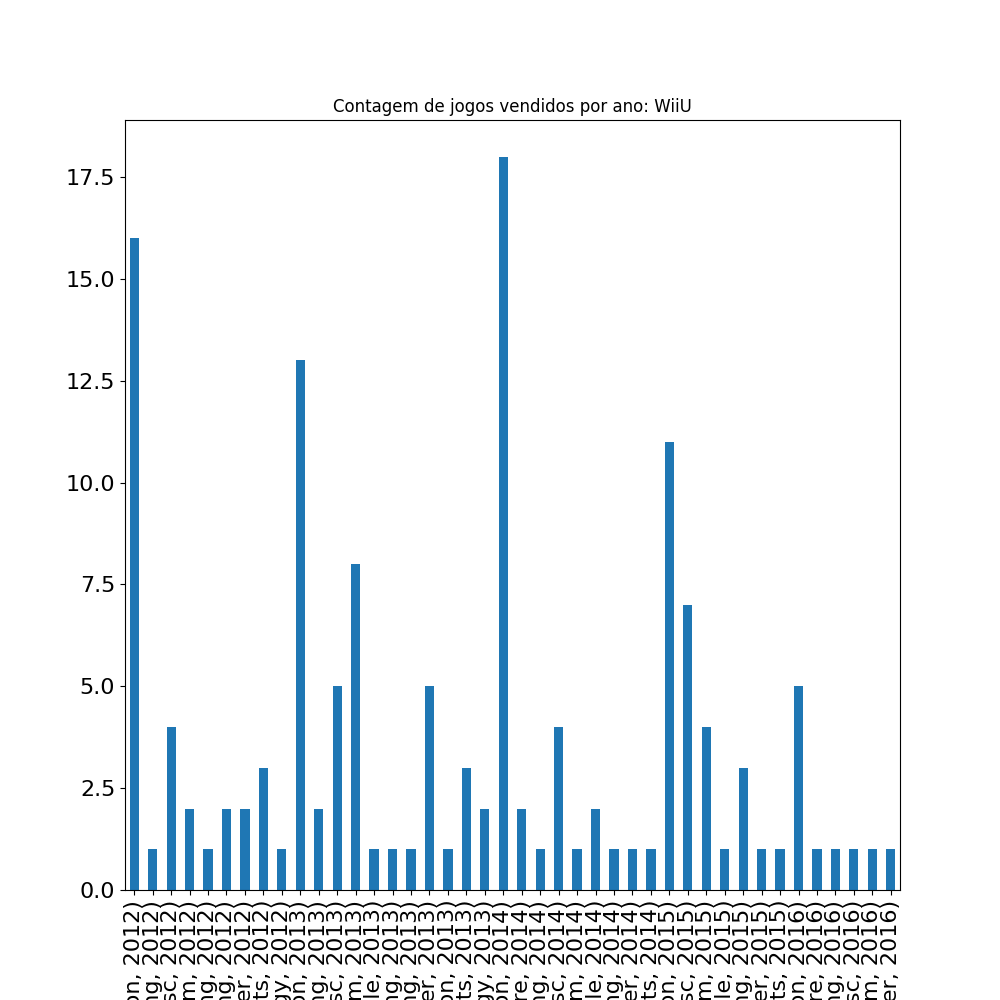 Contagem de jogos vendidos por ano: WiiU
17.5
15.0
12.5
10.0
7.5
5.0
2.5
0.0
on, 2012)
ng, 2012)
sc, 2012)
m, 2012)
ng, 2012)
ng, 2012)
er, 2012)
ts, 2012)
gy, 2012)
on, 2013)
ng, 2013)
sc, 2013)
m, 2013)
le, 2013)
ng, 2013)
ng, 2013)
er, 2013)
on, 2013)
ts, 2013)
gy, 2013)
on, 2014)
re, 2014)
ng, 2014)
sc, 2014)
m, 2014)
le, 2014)
ng, 2014)
er, 2014)
ts, 2014)
on, 2015)
sc, 2015)
m, 2015)
ng, 2015)
ng, 2015)
er, 2015)
ts, 2015)
on, 2016)
re, 2016)
ng, 2016)
sc, 2016)
m, 2016)
er, 2016)